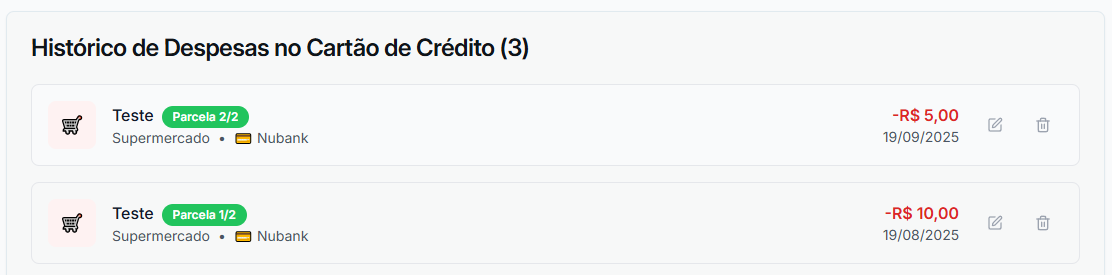 Histórico de Despesas no Cartão de Crédito (3)
Teste Parcela 2/2
-R$ 5,00
Supermercado • Nubank
19/09/2025
Teste Parcela 1/2
-R$ 10,00
Supermercado • Nubank
19/08/2025